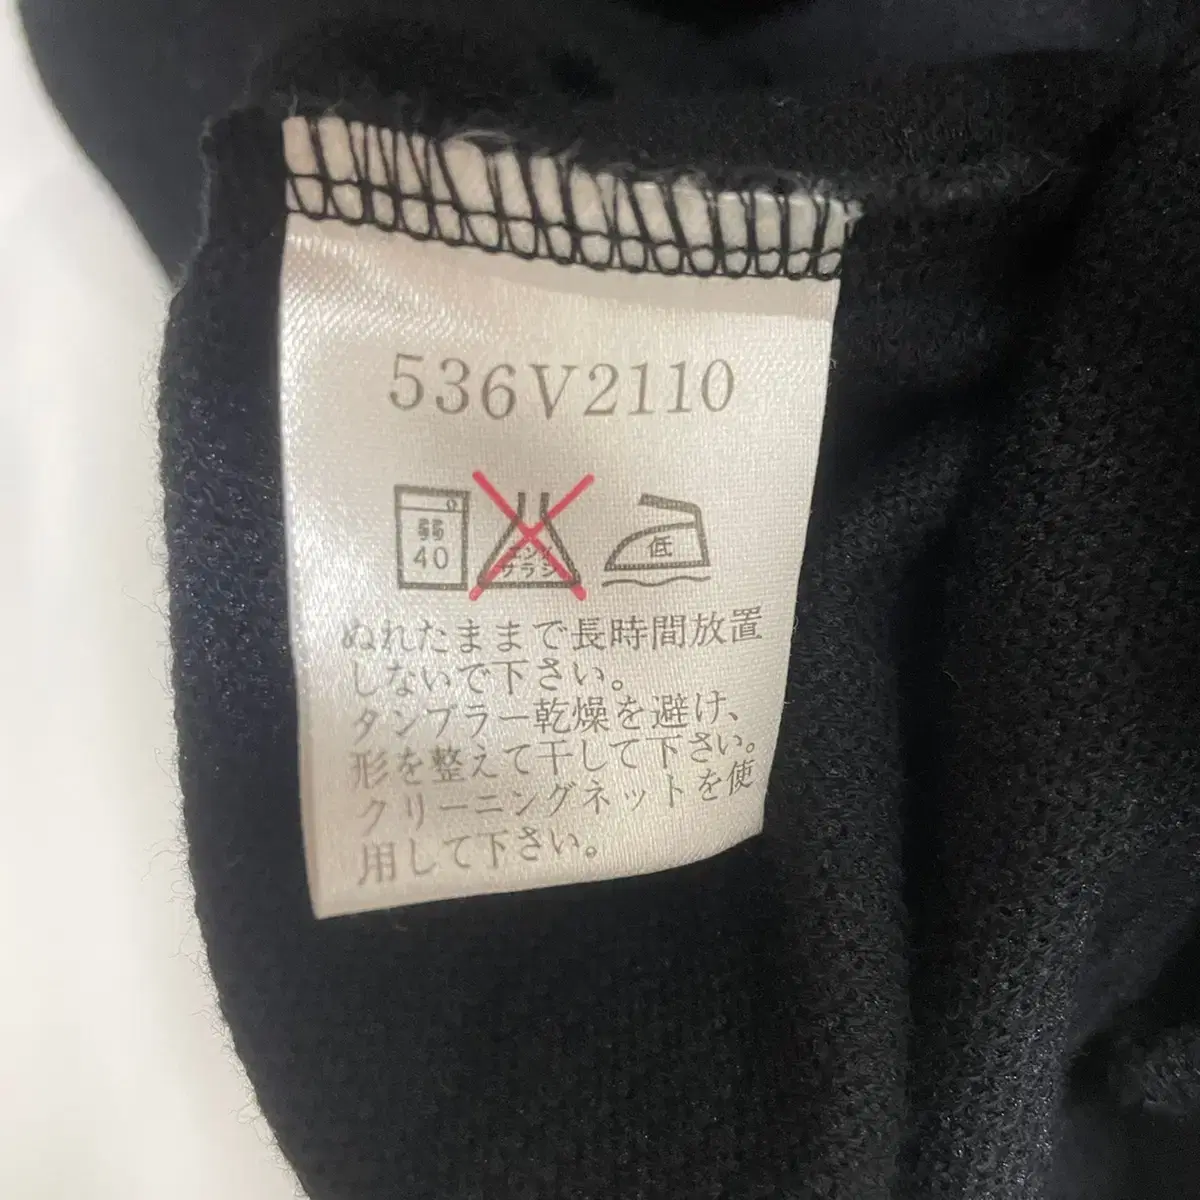 536V2110
弱
40
エンソ
サラシ
低
ぬれたままで長時間放置
しないで下さい。
タンブラー乾燥を避け、
形を整えて干して下さい。
クリーニングネットを使
用して下さい。